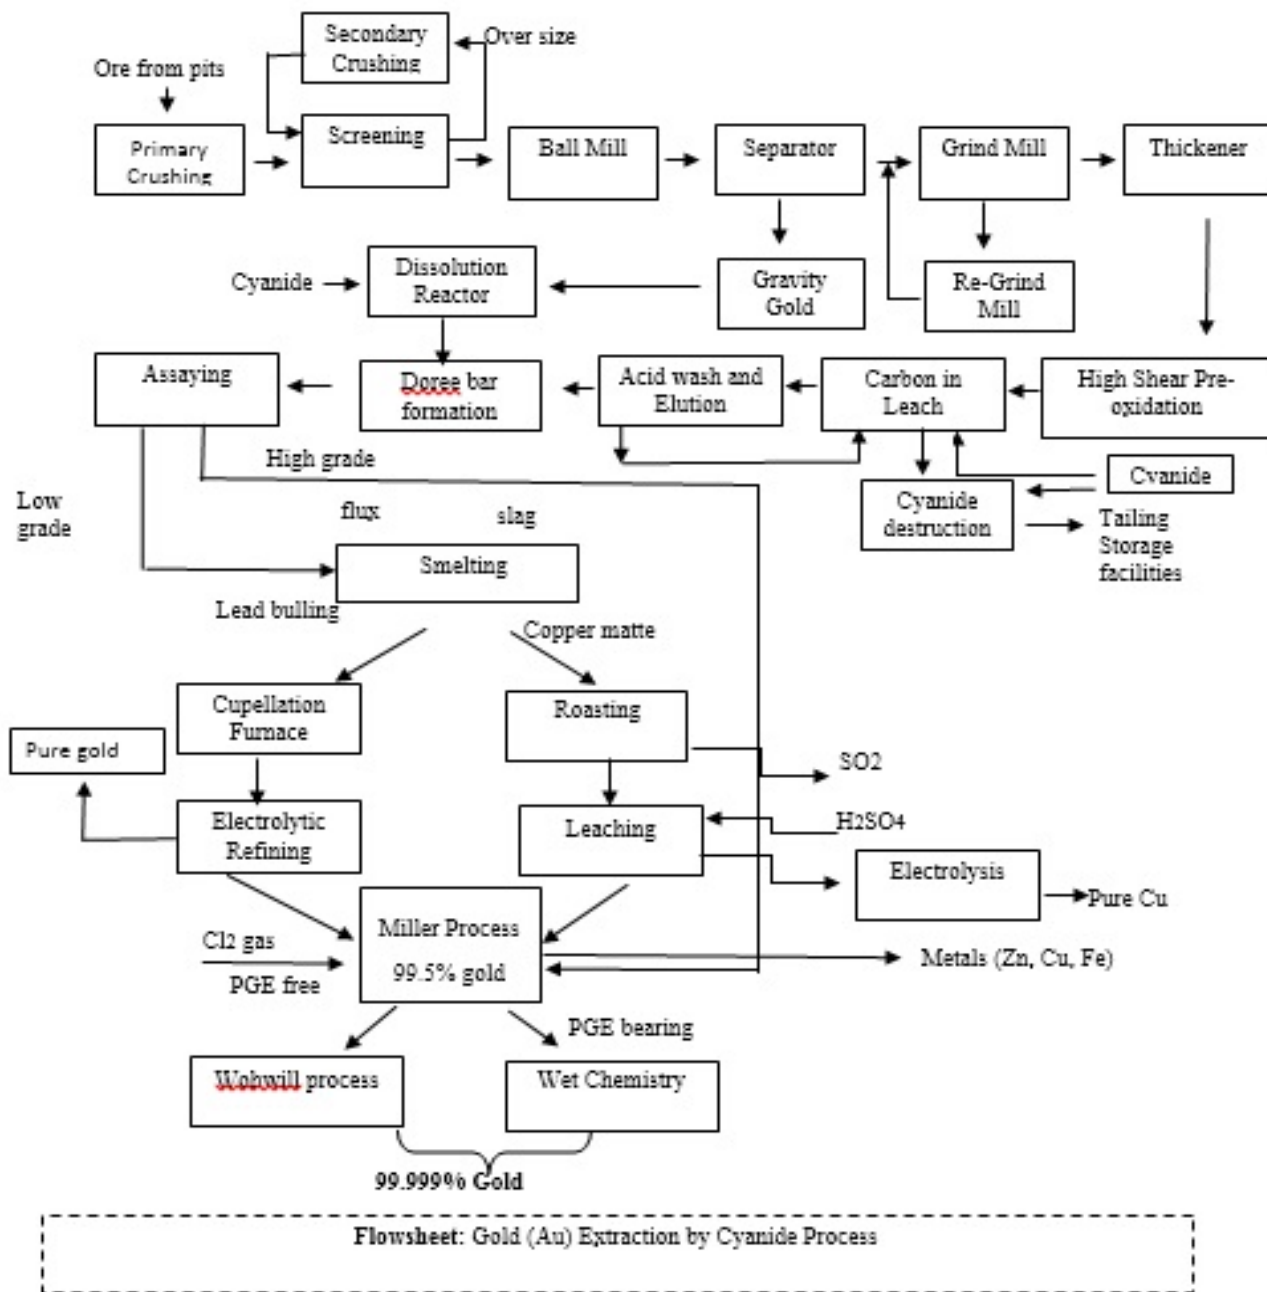 Secondary
Crushing
Over size
Ore from pits
Primary
Crushing
Screening
Ball Mill
Separator
Grind Mill
Thickener
Cyanide
Dissolution
Reactor
Gravity
Gold
Re-Grind
Mill
Assaying
Doree bar
formation
Acid wash and
Elution
Carbon in
Leach
High Shear Pre-
oxidation
High grade
Cyanide
Low
grade
flux
slag
Cyanide
destruction
Tailing
Storage
facilities
Smelting
Lead bulling
Copper matte
Cupellation
Furnace
Roasting
Pure gold
SO2
Electrolytic
Refining
Leaching
H2SO4
Electrolysis
Pure Cu
Miller Process
99.5% gold
Cl2 gas
PGE free
Metals (Zn, Cu, Fe)
PGE bearing
Wohwill process
Wet Chemistry
99.999% Gold
Flowsheet: Gold (Au) Extraction by Cyanide Process